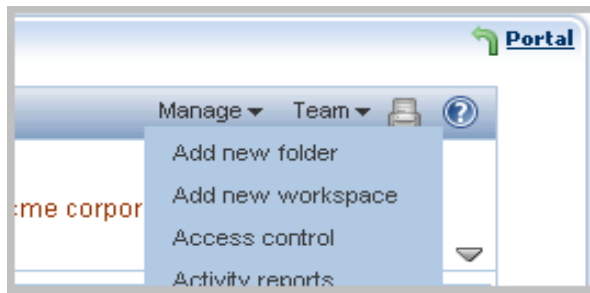 Portal
Manage Team
Add new folder
Add new workspace
cme corpor
Access control
Activity reports